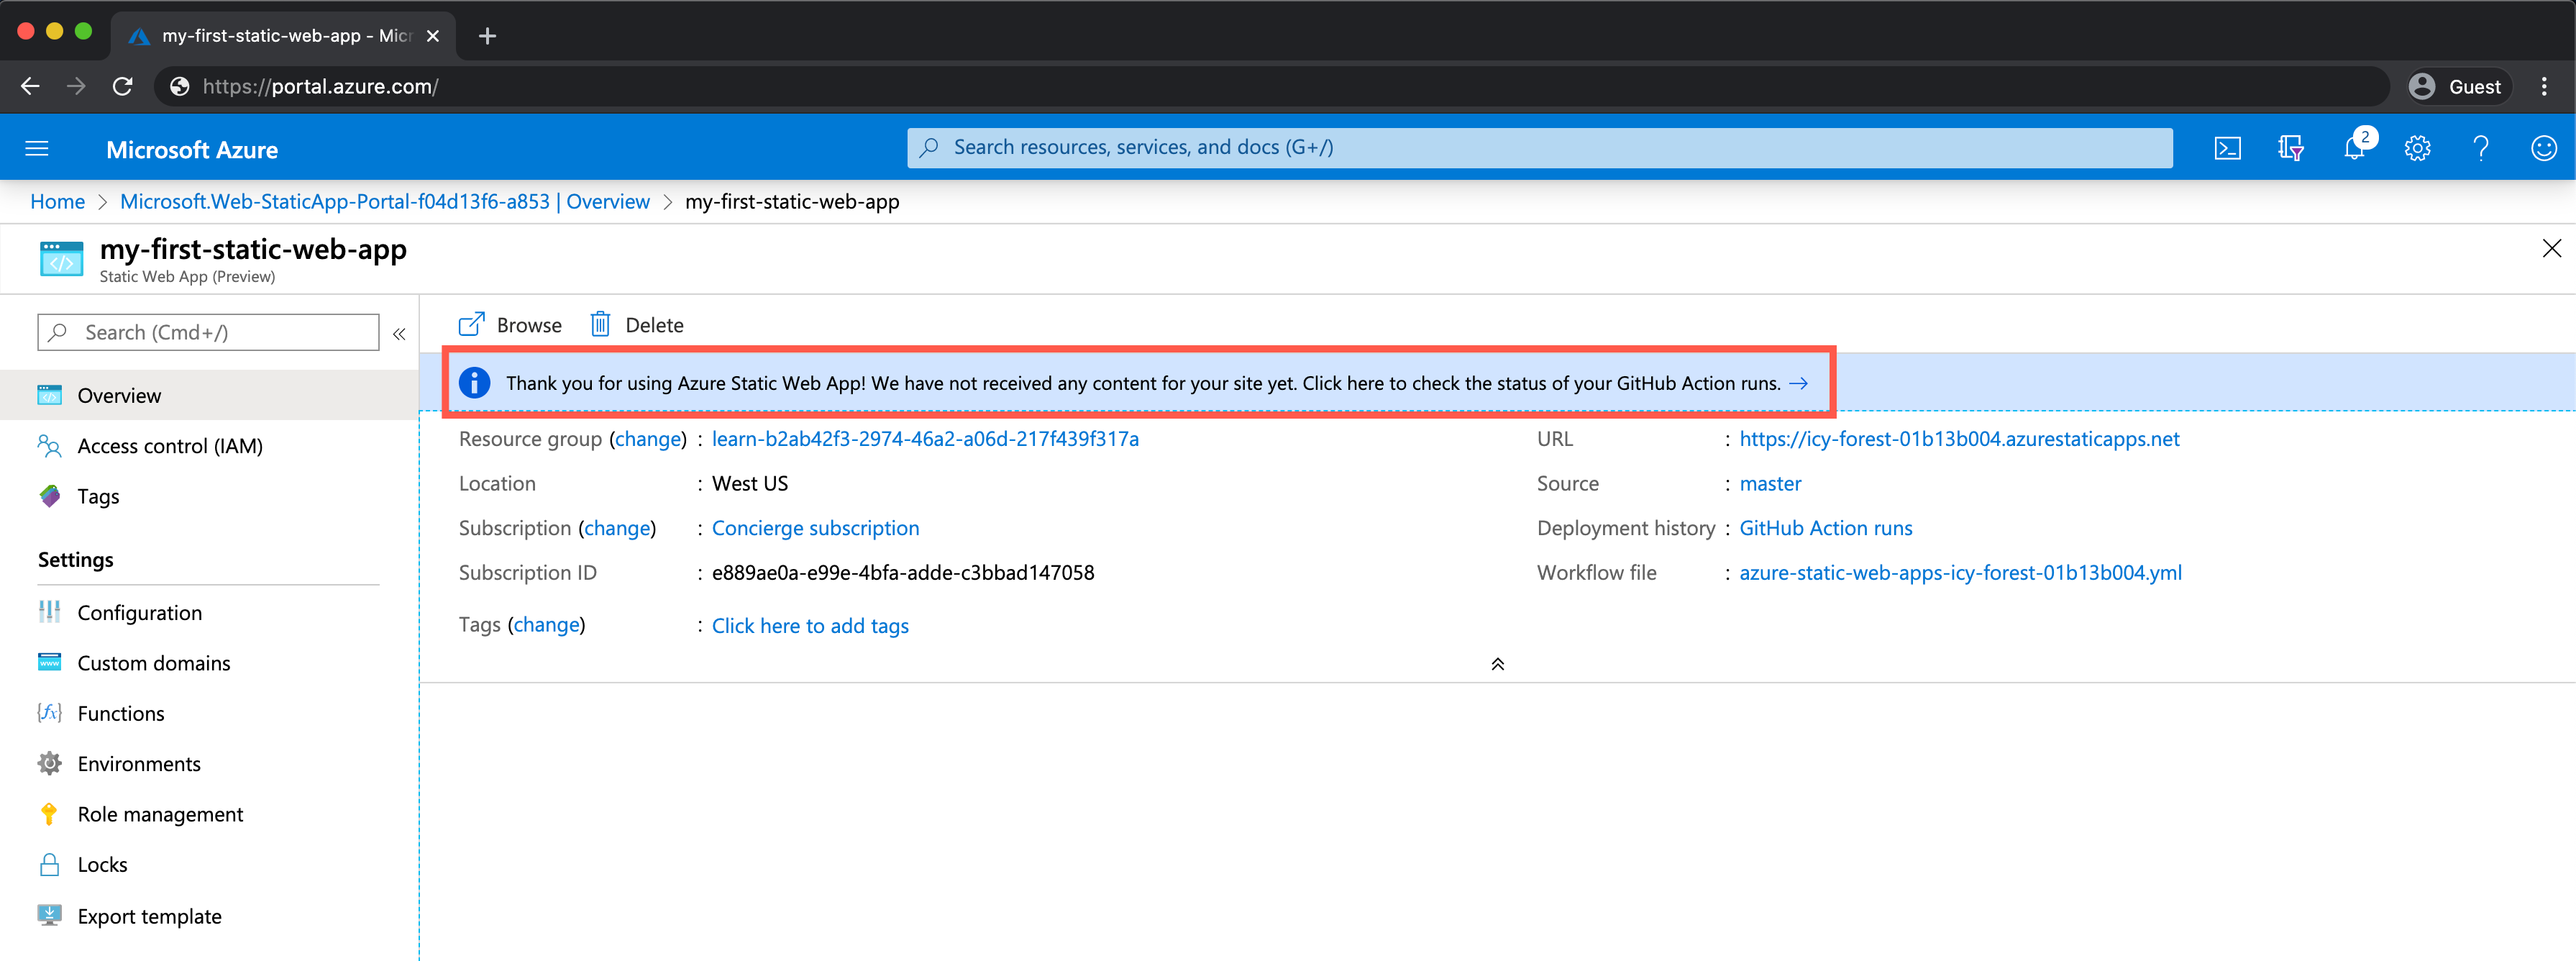 my-first-static-web-app - Micr
https://portal.azure.com/
Guest
Microsoft Azure
Search resources, services, and docs (G+/)
2
Home > Microsoft.Web-StaticApp-Portal-f04d13f6-a853 | Overview > my-first-static-web-app
my-first-static-web-app
Static Web App (Preview)
Search (Cmd+/)
«
Overview
Access control (IAM)
Tags
Settings
Configuration
Custom domains
Functions
Environments
Role management
Locks
Export template
Browse
Delete
Thank you for using Azure Static Web App! We have not received any content for your site yet. Click here to check the status of your GitHub Action runs. →
Resource group (change) : learn-b2ab42f3-2974-46a2-a06d-217f439f317a
Location : West US
Subscription (change) : Concierge subscription
Subscription ID : e889ae0a-e99e-4bfa-adde-c3bbad147058
Tags (change) : Click here to add tags
URL : https://icy-forest-01b13b004.azurestaticapps.net
Source : master
Deployment history : GitHub Action runs
Workflow file : azure-static-web-apps-icy-forest-01b13b004.yml